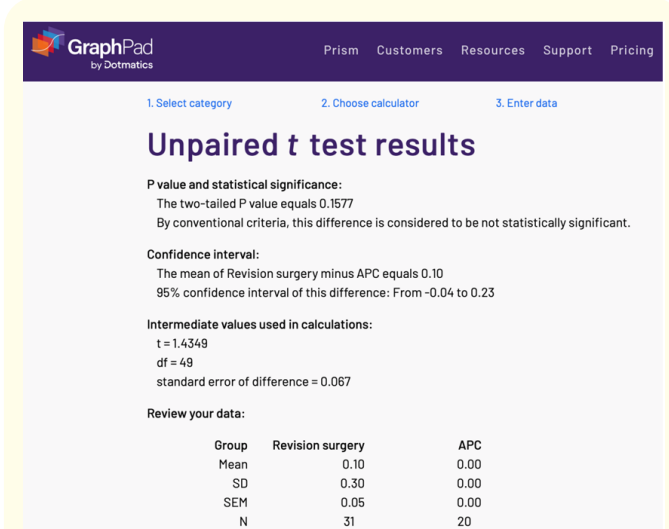 GraphPad
by Dotmatics
Prism Customers Resources Support Pricing
1. Select category 2. Choose calculator 3. Enter data
Unpaired t test results
P value and statistical significance:
The two-tailed P value equals 0.1577
By conventional criteria, this difference is considered to be not statistically significant.
Confidence interval:
The mean of Revision surgery minus APC equals 0.10
95% confidence interval of this difference: From -0.04 to 0.23
Intermediate values used in calculations:
t = 1.4349
df = 49
standard error of difference = 0.067
Review your data:
Group Revision surgery APC
Mean 0.10 0.00
SD 0.30 0.00
SEM 0.05 0.00
N 31 20